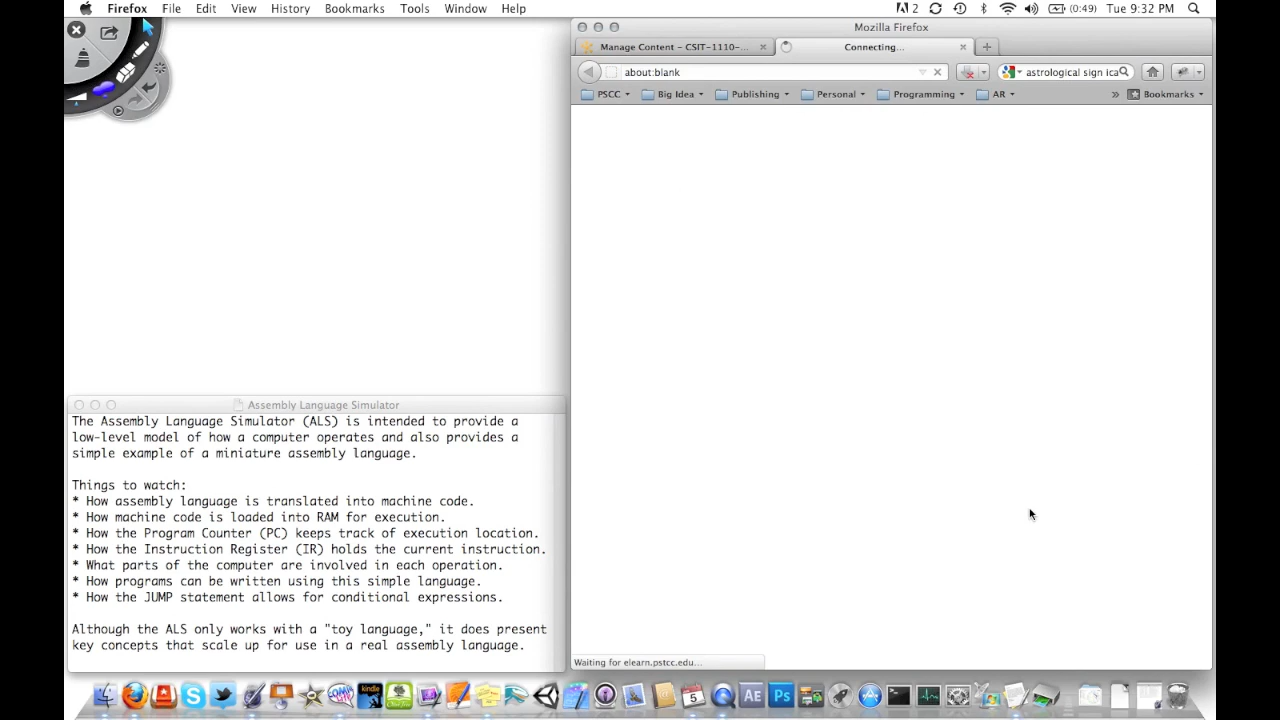 Firefox File Edit View History Bookmarks Tools Window Help
2 (0:49) Tue 9:32 PM
Mozilla Firefox
Manage Content – CSIT-1110-... Connecting...
about:blank astrological sign ica
PSCC Big Idea Publishing Personal Programming AR » Bookmarks
Assembly Language Simulator
The Assembly Language Simulator (ALS) is intended to provide a
low-level model of how a computer operates and also provides a
simple example of a miniature assembly language.
Things to watch:
* How assembly language is translated into machine code.
* How machine code is loaded into RAM for execution.
* How the Program Counter (PC) keeps track of execution location.
* How the Instruction Register (IR) holds the current instruction.
* What parts of the computer are involved in each operation.
* How programs can be written using this simple language.
* How the JUMP statement allows for conditional expressions.
Although the ALS only works with a "toy language," it does present
key concepts that scale up for use in a real assembly language.
Waiting for elearn.pstcc.edu...
kindle 5 AE Ps